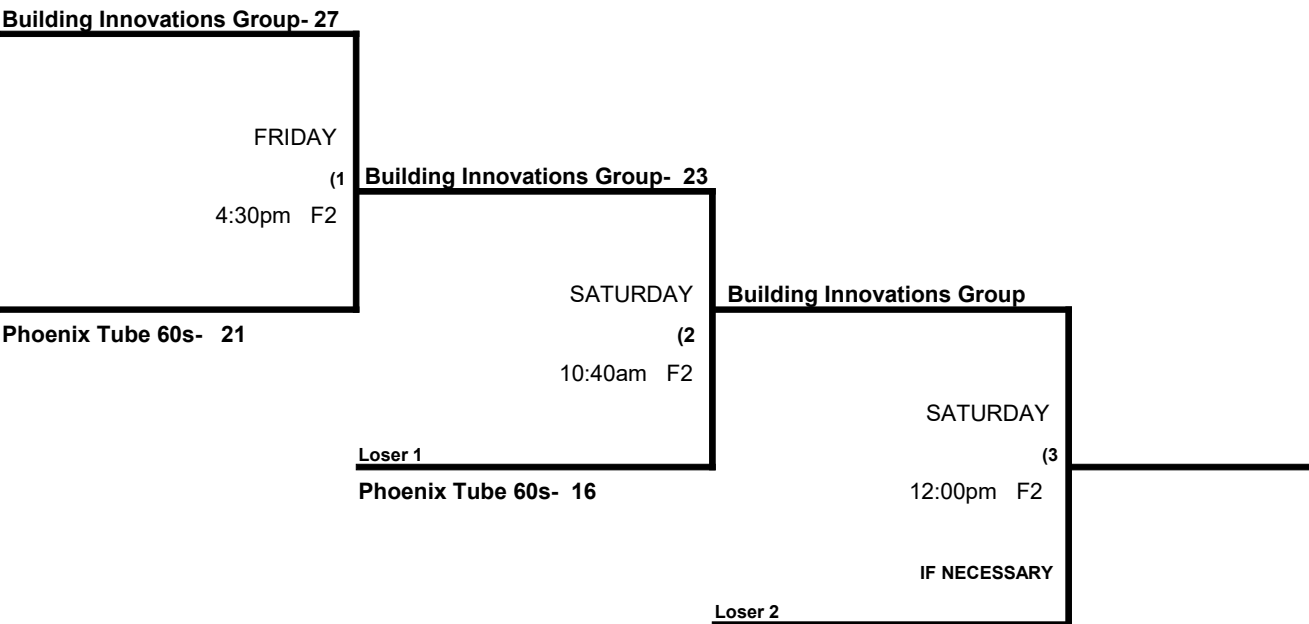 Building Innovations Group- 27
FRIDAY
(1
Building Innovations Group-  23
4:30pm   F2
SATURDAY
Building Innovations Group
Phoenix Tube 60s-   21
(2
10:40am   F2
SATURDAY
Loser 1
(3
Phoenix Tube 60s-  16
12:00pm   F2
IF NECESSARY
Loser 2